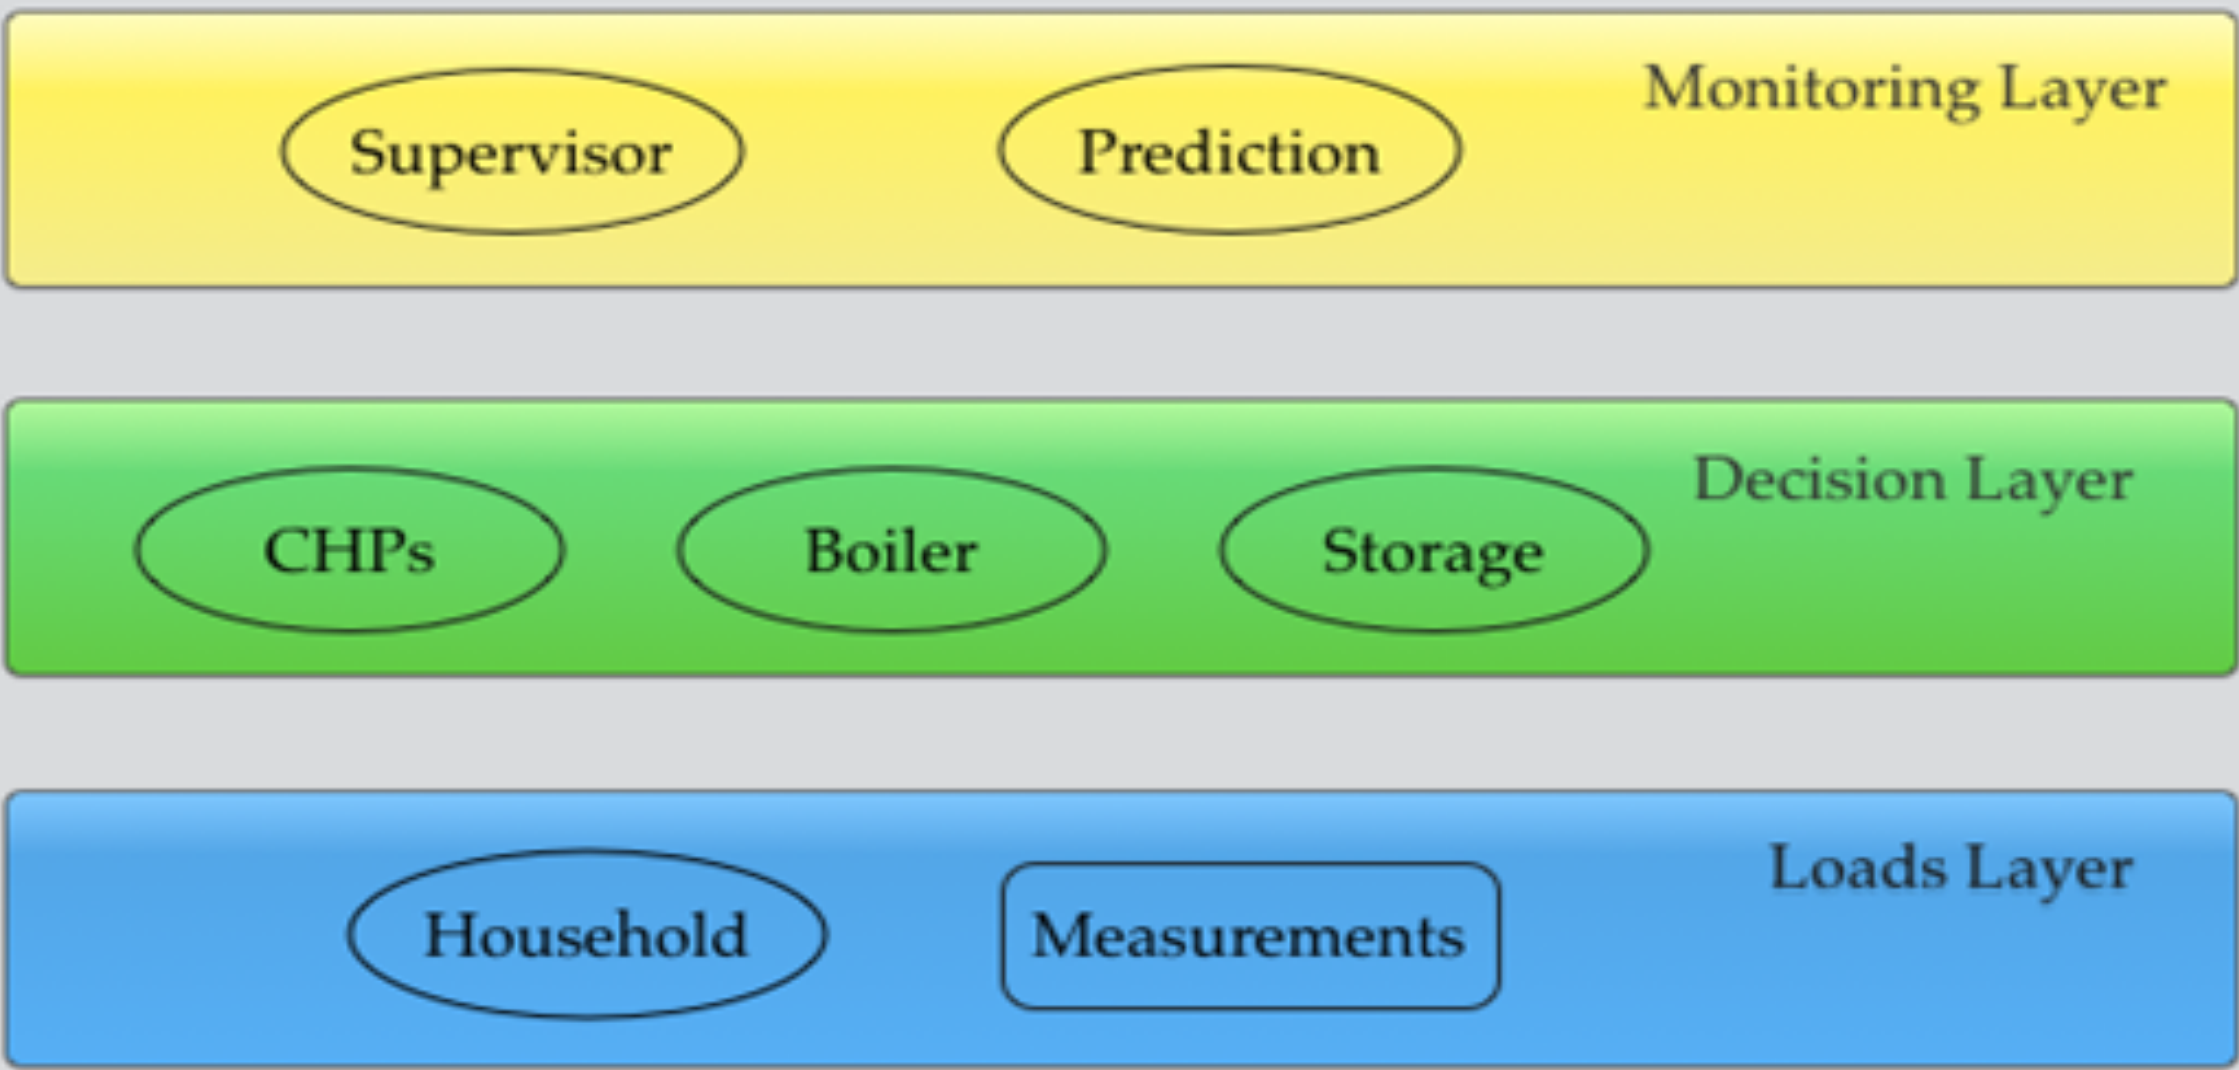 Monitoring Layer
Supervisor
Prediction
Decision Layer
CHPs
Boiler
Storage
Loads Layer
Household
Measurements